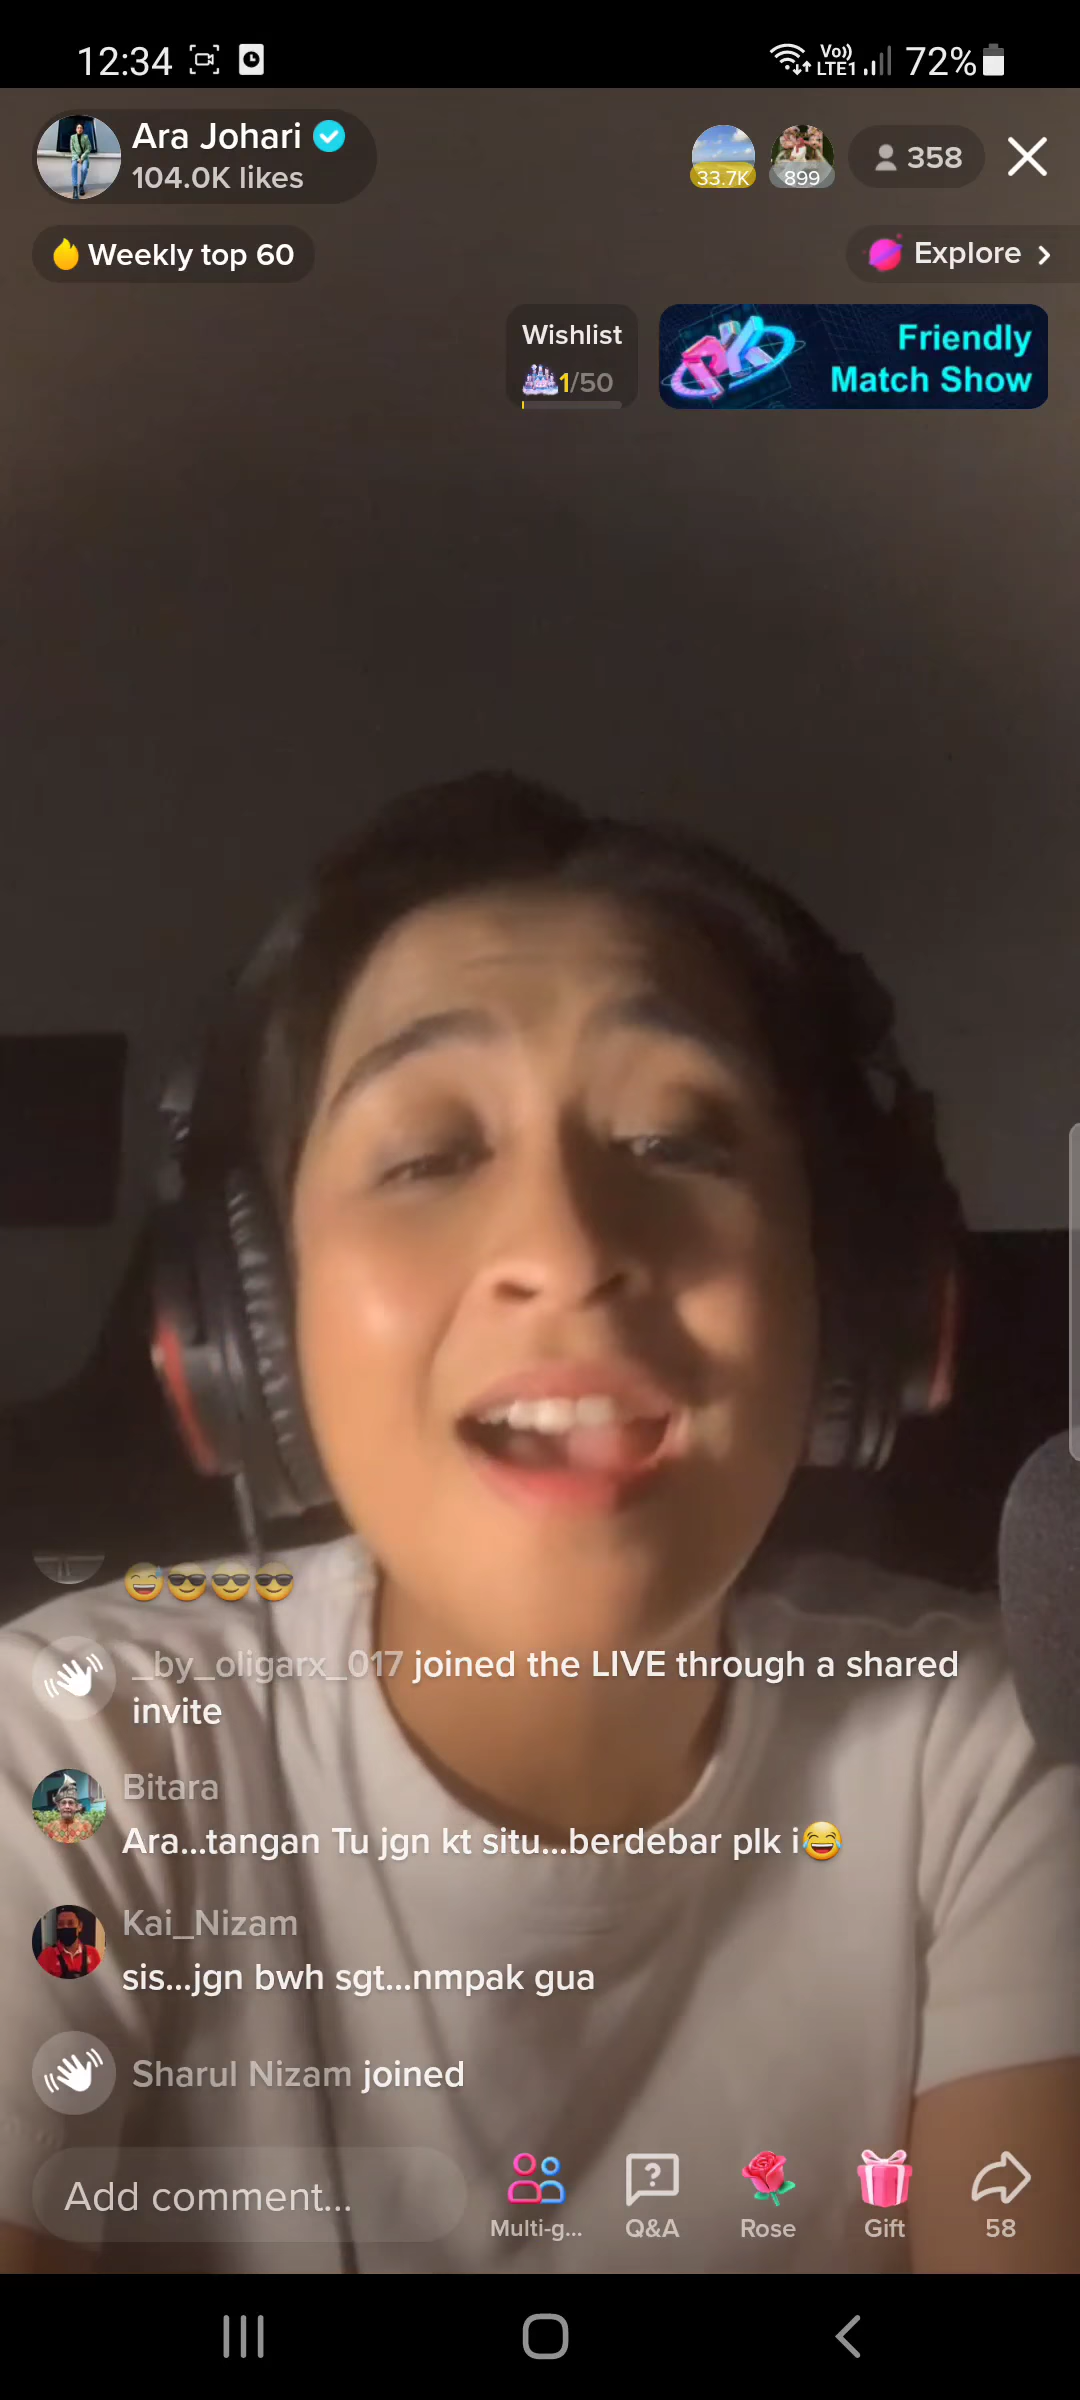 12:34
Vo))
LTE1
72%
Ara Johari
104.0K likes
33.7K
899
358
Weekly top 60
Explore
Wishlist
1/50
Friendly
Match Show
_by_oligarx_017 joined the LIVE through a shared
invite
Bitara
Ara...tangan Tu jgn kt situ...berdebar plk i😂
Kai_Nizam
sis...jgn bwh sgt...nmpak gua
Sharul Nizam joined
Add comment...
Multi-g...
Q&A
Rose
Gift
58